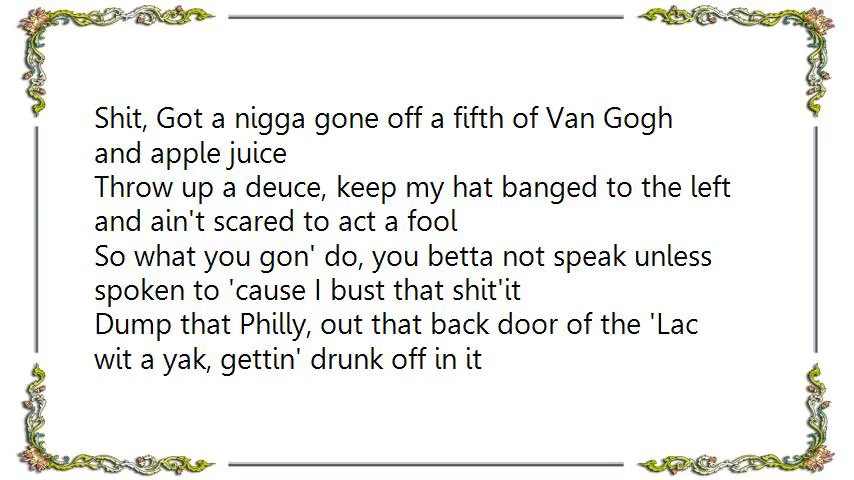 Shit, Got a nigga gone off a fifth of Van Gogh
and apple juice
Throw up a deuce, keep my hat banged to the left
and ain't scared to act a fool
So what you gon' do, you betta not speak unless
spoken to 'cause I bust that shit'it
Dump that Philly, out that back door of the 'Lac
wit a yak, gettin' drunk off in it